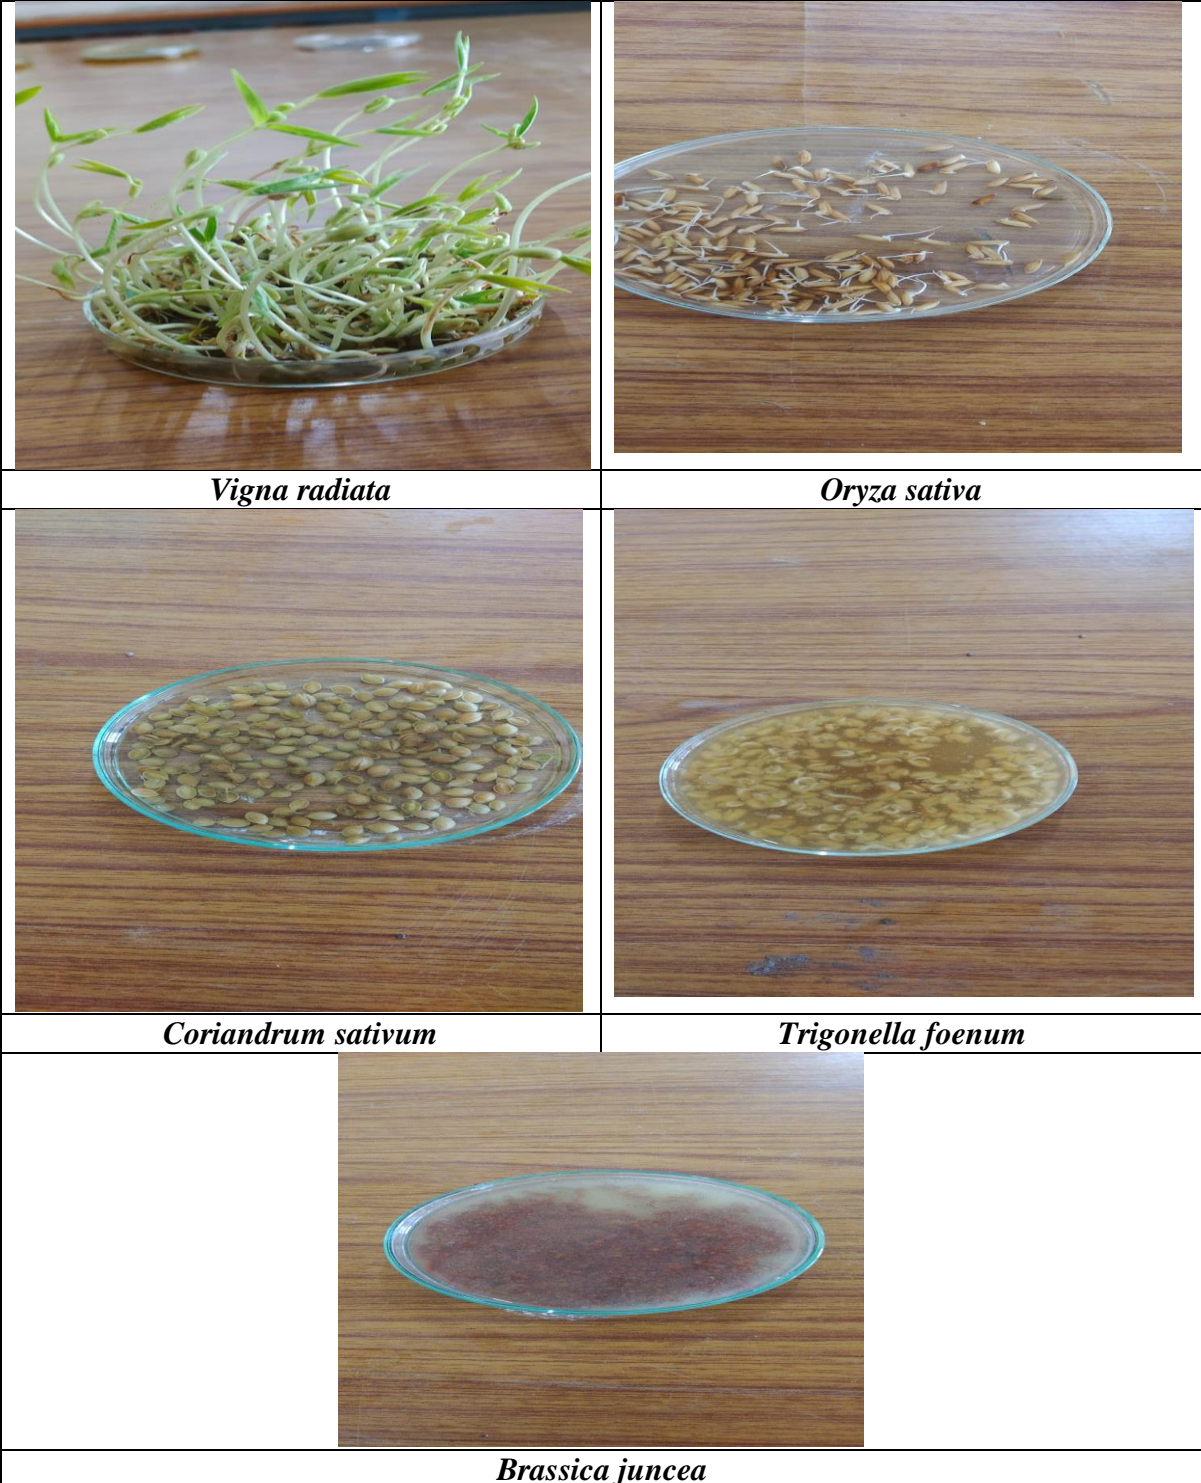 Vigna radiata
Oryza sativa
Coriandrum sativum
Trigonella foenum
Brassica juncea